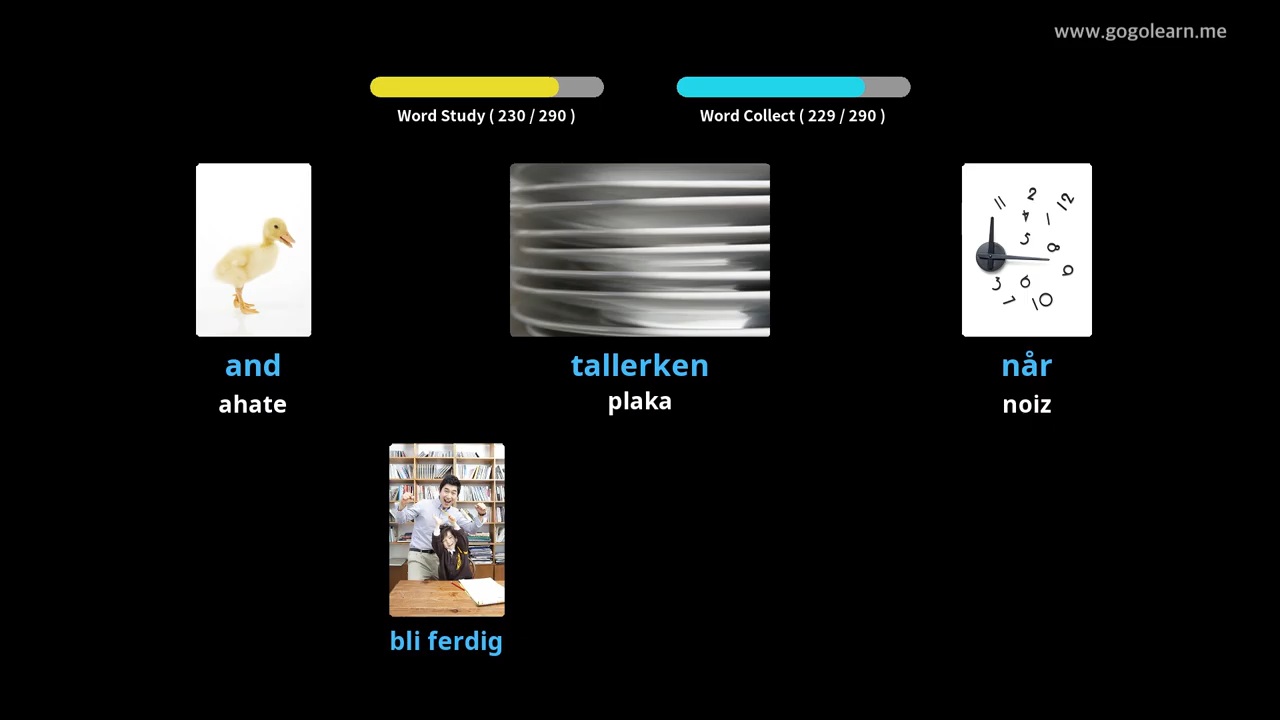 www.gogolearn.me
Word Study ( 230 / 290 )
Word Collect ( 229 / 290 )
and
ahate
tallerken
plaka
når
noiz
bli ferdig